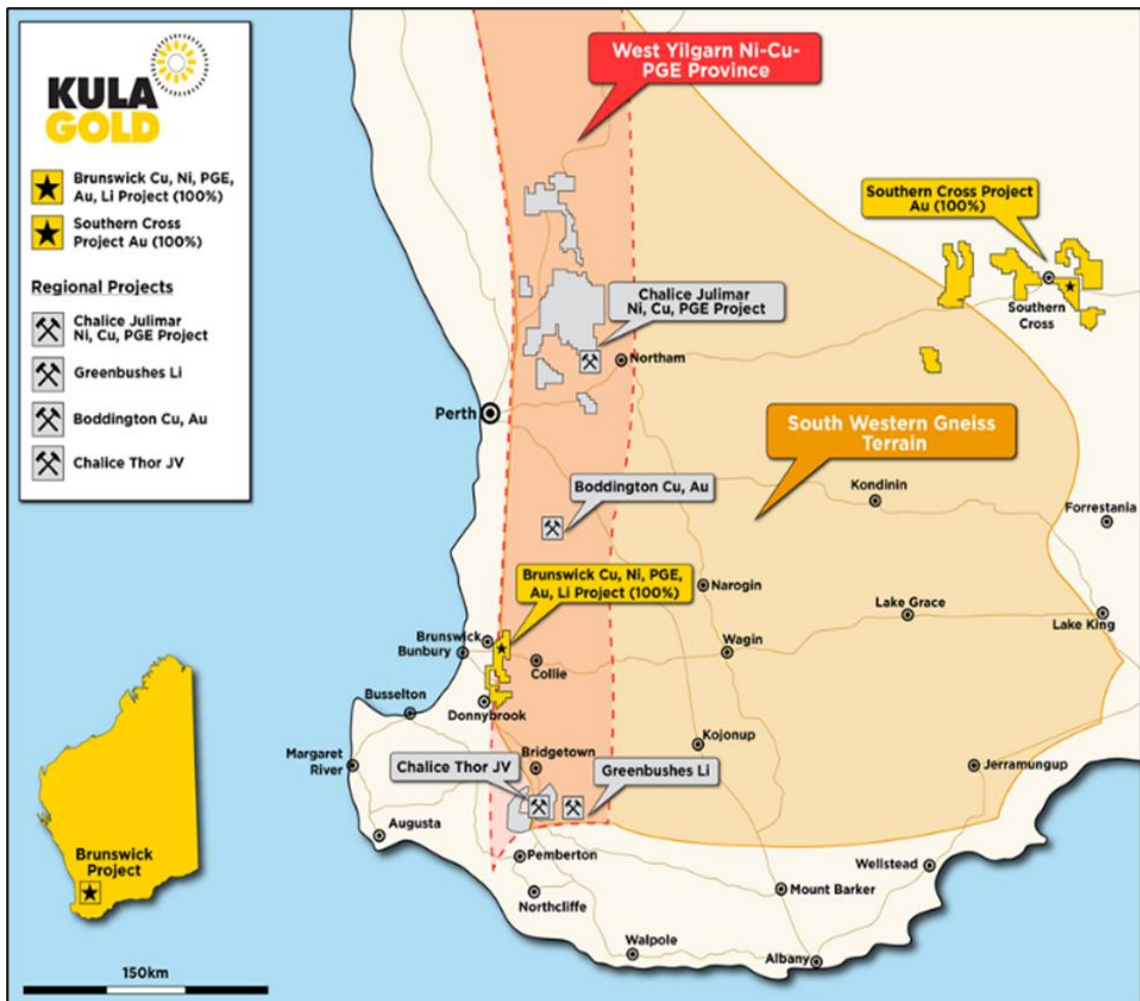 KULA
GOLD
Brunswick Cu, Ni, PGE,
Au, Li Project (100%)
Southern Cross
Project Au (100%)
Regional Projects
Chalice Julimar
Ni, Cu, PGE Project
Greenbushes Li
Boddington Cu, Au
Chalice Thor JV
West Yilgarn Ni-Cu-
PGE Province
Southern Cross Project
Au (100%)
Southern
Cross
Chalice Julimar
Ni, Cu, PGE Project
Northam
Perth
South Western Gneiss
Terrain
Boddington Cu, Au
Kondinin
Forrestania
Brunswick Cu, Ni, PGE,
Au, Li Project (100%)
Narogin
Lake Grace
Lake King
Brunswick
Bunbury
Collie
Wagin
Busselton
Donnybrook
Margaret
River
Bridgetown
Kojonup
Chalice Thor JV
Greenbushes Li
Jerramungup
Augusta
Pemberton
Wellstead
Northcliffe
Mount Barker
Walpole
Albany
Brunswick
Project
150km